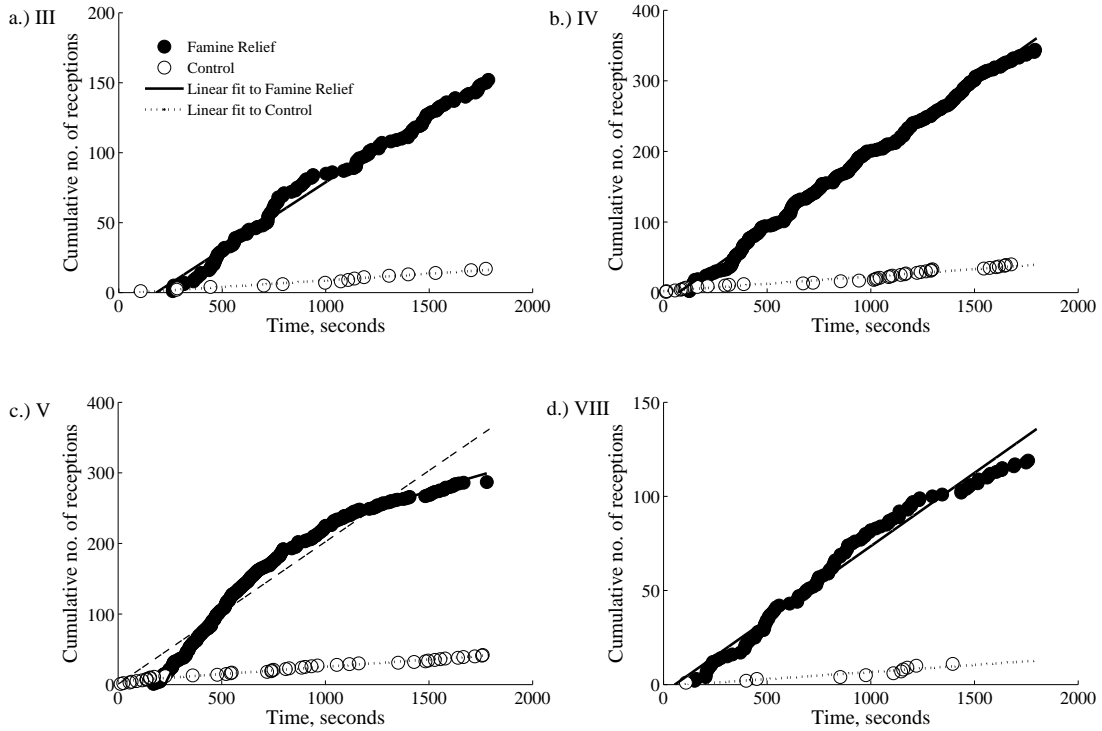 a.) III
Cumulative no. of receptions
200
150
100
50
0
Famine Relief
Control
Linear fit to Famine Relief
Linear fit to Control
0 500 1000 1500 2000
Time, seconds
b.) IV
Cumulative no. of receptions
400
300
200
100
0
0 500 1000 1500 2000
Time, seconds
c.) V
Cumulative no. of receptions
400
300
200
100
0
0 500 1000 1500 2000
Time, seconds
d.) VIII
Cumulative no. of receptions
150
100
50
0
0 500 1000 1500 2000
Time, seconds